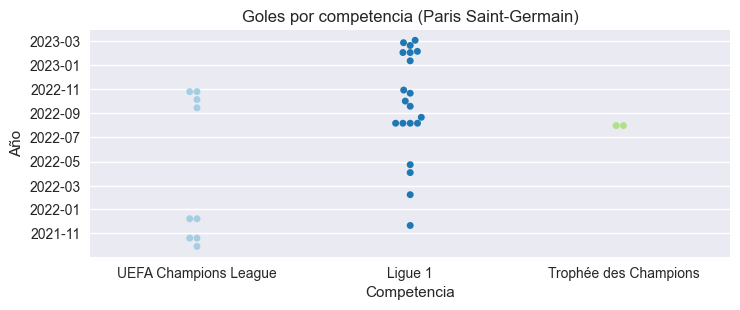 Goles por competencia (Paris Saint-Germain)
2023-03
2023-01
2022-11
2022-09
2022-07
2022-05
2022-03
2022-01
2021-11
Año
UEFA Champions League
Ligue 1
Trophée des Champions
Competencia